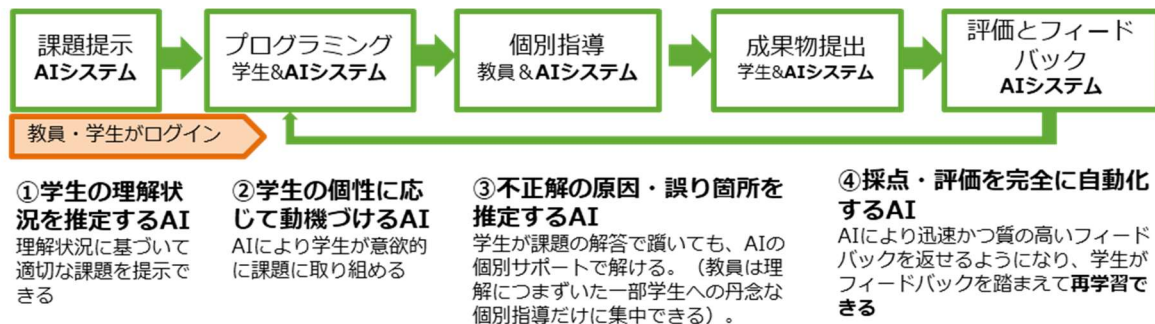 課題提示
AIシステム
プログラミング
学生&AIシステム
個別指導
教員＆AIシステム
成果物提出
学生&AIシステム
評価とフィード
バック
AIシステム
教員・学生がログイン
①学生の理解状
況を推定するAI
理解状況に基づいて
適切な課題を提示で
きる
②学生の個性に応
じて動機づけるAI
AIにより学生が意欲的
に課題に取り組める
③不正解の原因・誤り箇所を
推定するAI
学生が課題の解答で躓いても、AIの
個別サポートで解ける。（教員は理
解につまずいた一部学生への丹念な
個別指導だけに集中できる）。
④採点・評価を完全に自動化
するAI
AIにより迅速かつ質の高いフィード
バックを返せるようになり、学生が
フィードバックを踏まえて再学習で
きる